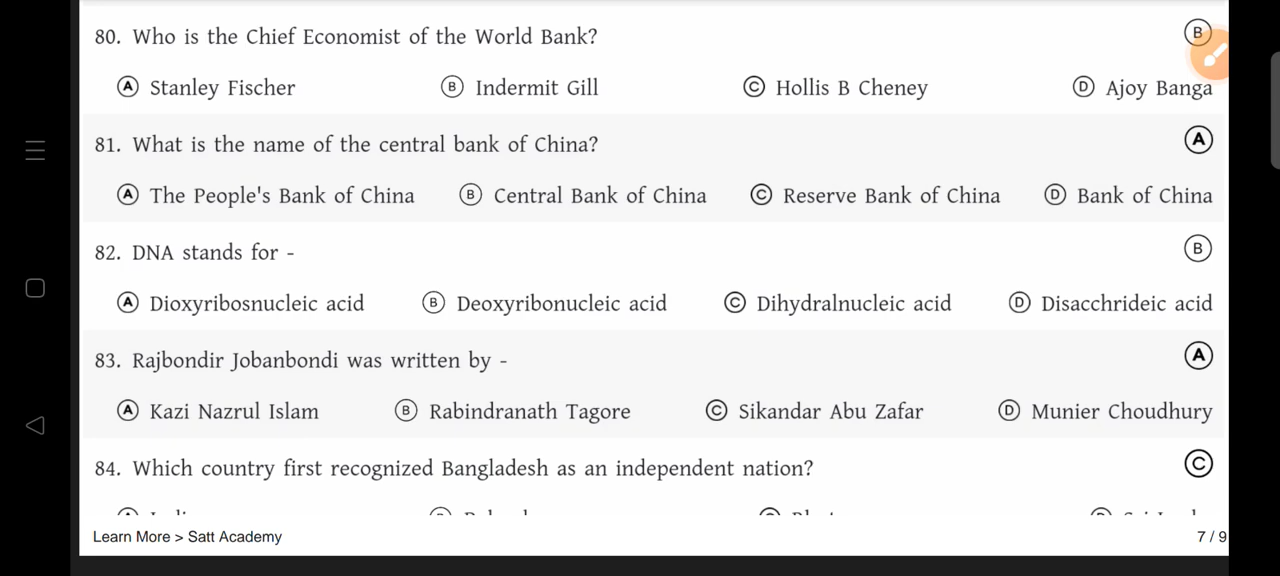 80. Who is the Chief Economist of the World Bank? B
A Stanley Fischer B Indermit Gill C Hollis B Cheney D Ajoy Banga
81. What is the name of the central bank of China? A
A The People's Bank of China B Central Bank of China C Reserve Bank of China D Bank of China
82. DNA stands for - B
A Dioxyribosnucleic acid B Deoxyribonucleic acid C Dihydralnucleic acid D Disacchrideic acid
83. Rajbondir Jobanbondi was written by - A
A Kazi Nazrul Islam B Rabindranath Tagore C Sikandar Abu Zafar D Munier Choudhury
84. Which country first recognized Bangladesh as an independent nation? C
Learn More > Satt Academy 7 / 9